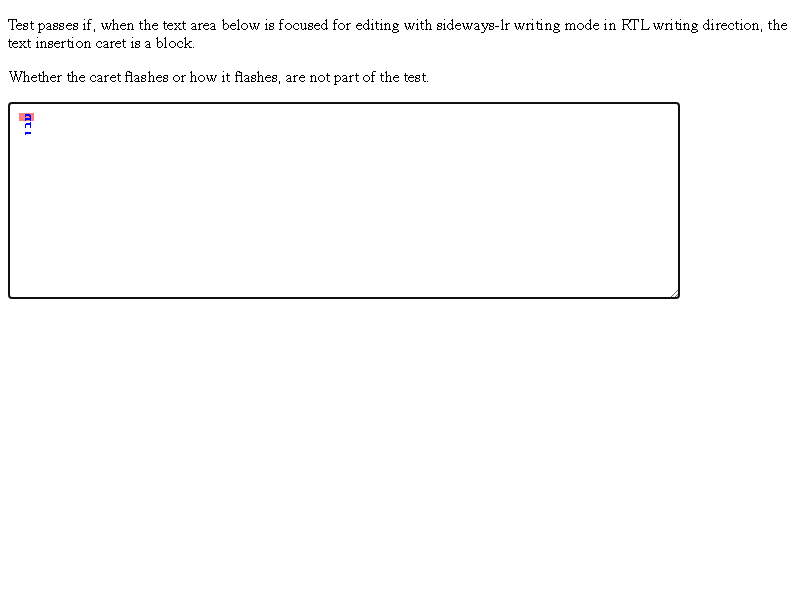 Test passes if, when the text area below is focused for editing with sideways-lr writing mode in RTL writing direction, the
text insertion caret is a block.
Whether the caret flashes or how it flashes, are not part of the test.